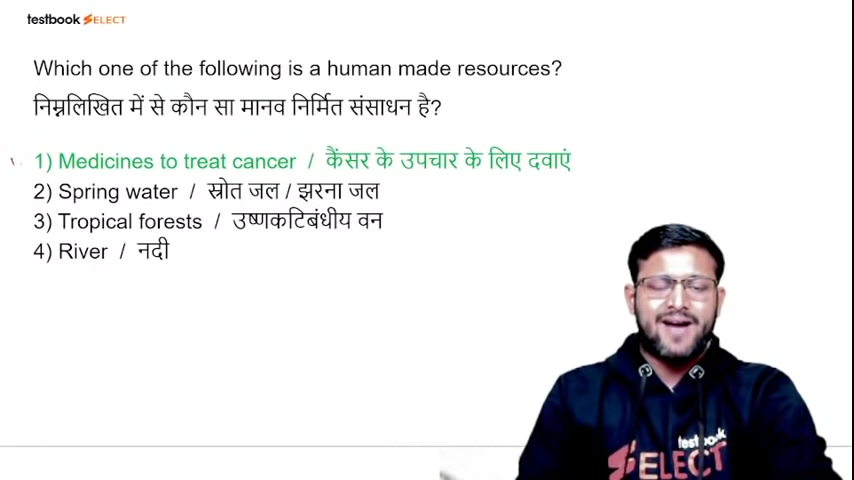 testbook SELECT
Which one of the following is a human made resources?
निम्नलिखित में से कौन सा मानव निर्मित संसाधन है?
1) Medicines to treat cancer / कैंसर के उपचार के लिए दवाएं
2) Spring water / स्रोत जल / झरना जल
3) Tropical forests / उष्णकटिबंधीय वन
4) River / नदी
testbook
SELECT